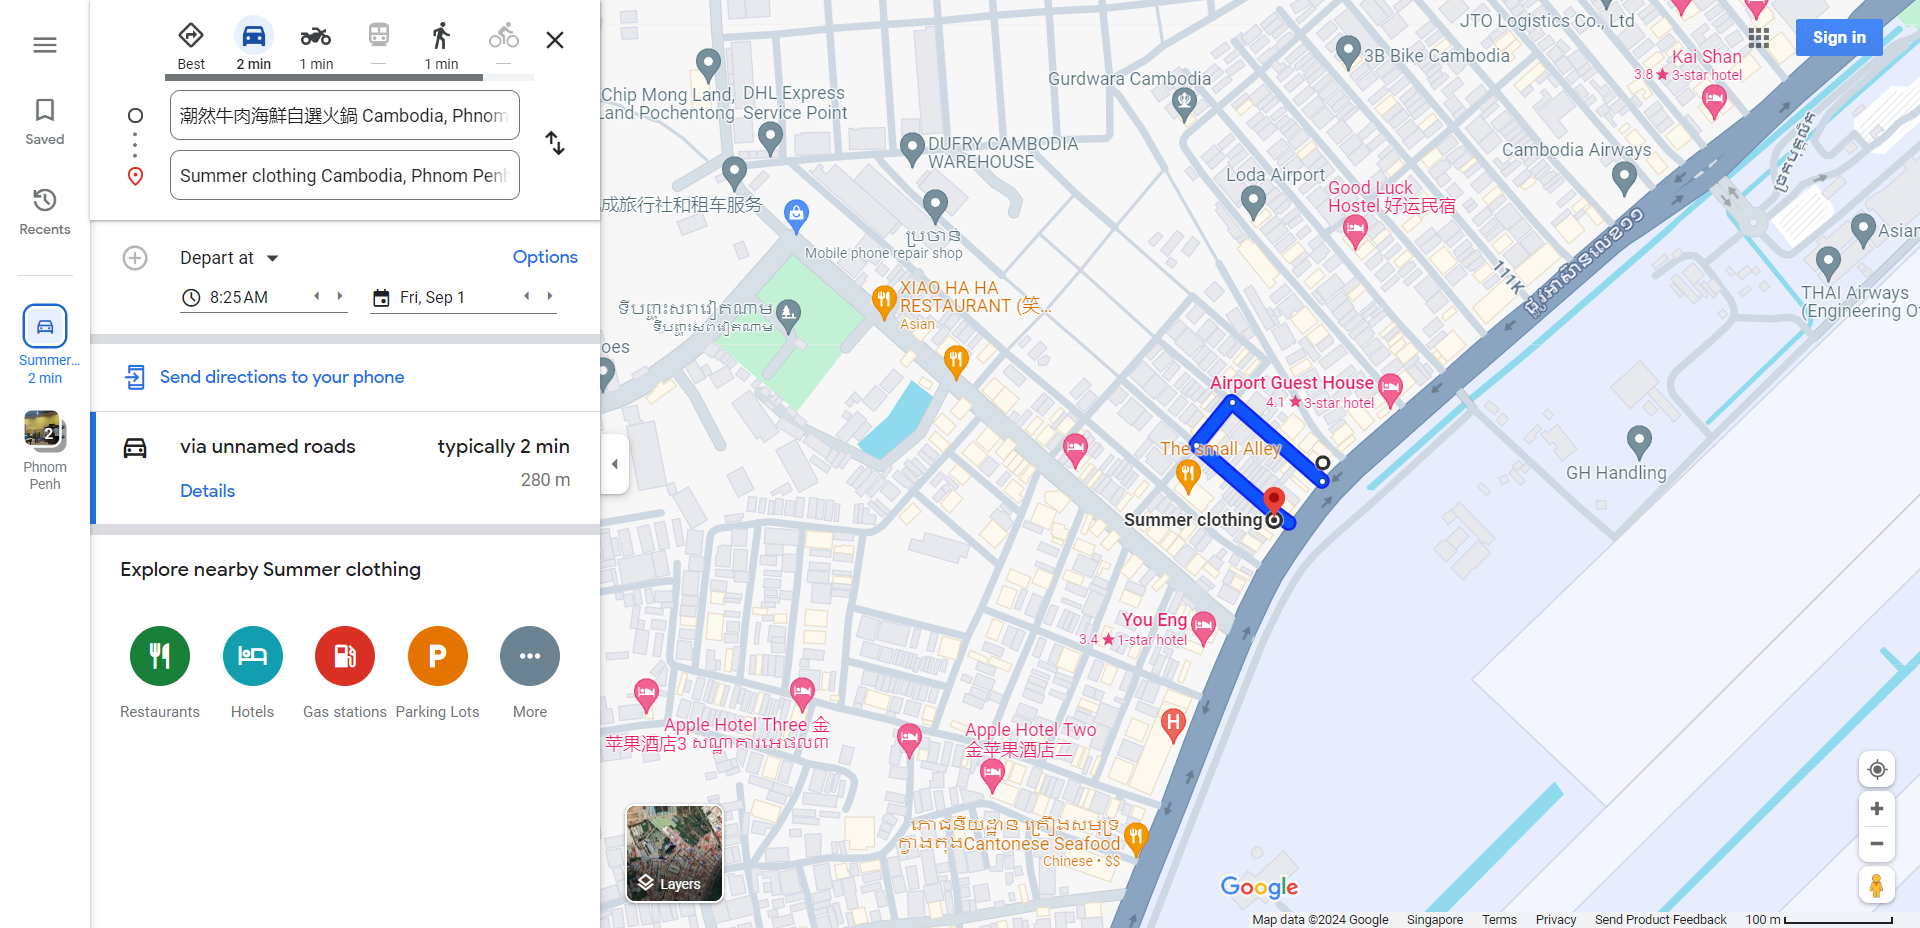 Best
2 min
1 min
1 min
Saved
Recents
Summer...
2 min
2
Phnom
Penh
潮然牛肉海鮮自選火鍋 Cambodia, Phnom
Summer clothing Cambodia, Phnom Penh
Depart at
Options
8:25 AM
Fri, Sep 1
Send directions to your phone
via unnamed roads
typically 2 min
280 m
Details
Explore nearby Summer clothing
Restaurants
Hotels
Gas stations
Parking Lots
More
Sign in
JTO Logistics Co., Ltd
3B Bike Cambodia
Kai Shan
3.8 ★ 3-star hotel
Gurdwara Cambodia
Chip Mong Land,
Land Pochentong
DHL Express
Service Point
DUFRY CAMBODIA
WAREHOUSE
Cambodia Airways
Loda Airport
Good Luck
Hostel 好运民宿
成旅行社和租车服务
ប្រចាន់
Mobile phone repair shop
Asian
THAI Airways
(Engineering O
111K
XIAO HA HA
RESTAURANT (笑...
Asian
ទីបញ្ចុះសពវៀតណាម
ទីបញ្ចុះសពវៀតណាម
oes
Airport Guest House
4.1 ★ 3-star hotel
The small Alley
GH Handling
Summer clothing
You Eng
3.4 ★ 1-star hotel
Apple Hotel Three 金
苹果酒店3 សណ្ឋាគារអេផលពា
Apple Hotel Two
金苹果酒店二
H
ភោជនីយដ្ឋាន គ្រឿងសមុទ្រ
ក្វាងតុងCantonese Seafood
Chinese • $$
Layers
Google
Map data ©2024 Google
Singapore
Terms
Privacy
Send Product Feedback
100 m